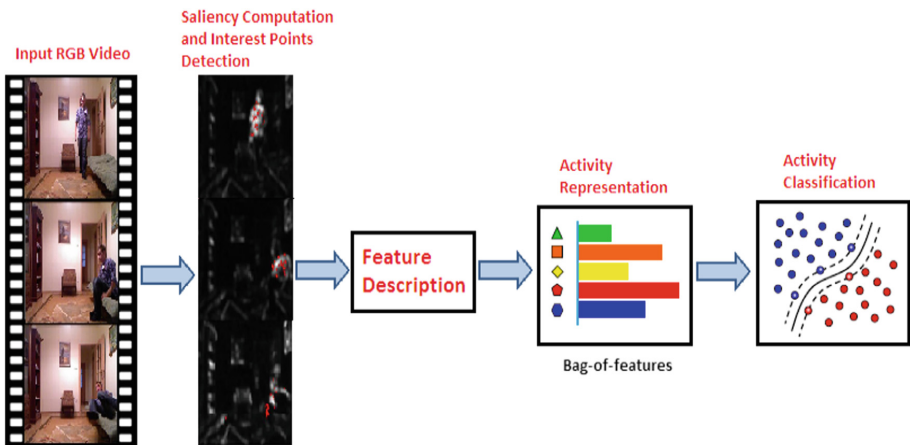 Input RGB Video
Saliency Computation
and Interest Points
Detection
Feature
Description
Activity
Representation
Bag-of-features
Activity
Classification